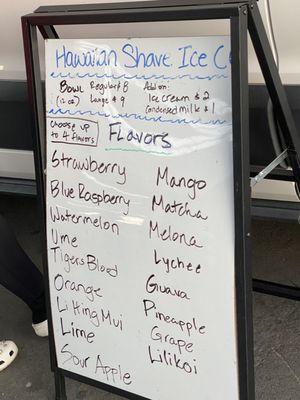 Hawaiian Shave Ice C
Bowl Regular $8 Add on:
(12 oz) Large $9 Ice cream $2
Condensed milk $1
Choose up
to 4 flavors
Flavors
Strawberry
Blue Raspberry
Watermelon
Ume
Tigers Blood
Orange
Li Hing Mui
Lime
Sour Apple
Mango
Matcha
Melona
Lychee
Guava
Pineapple
Grape
Lilikoi